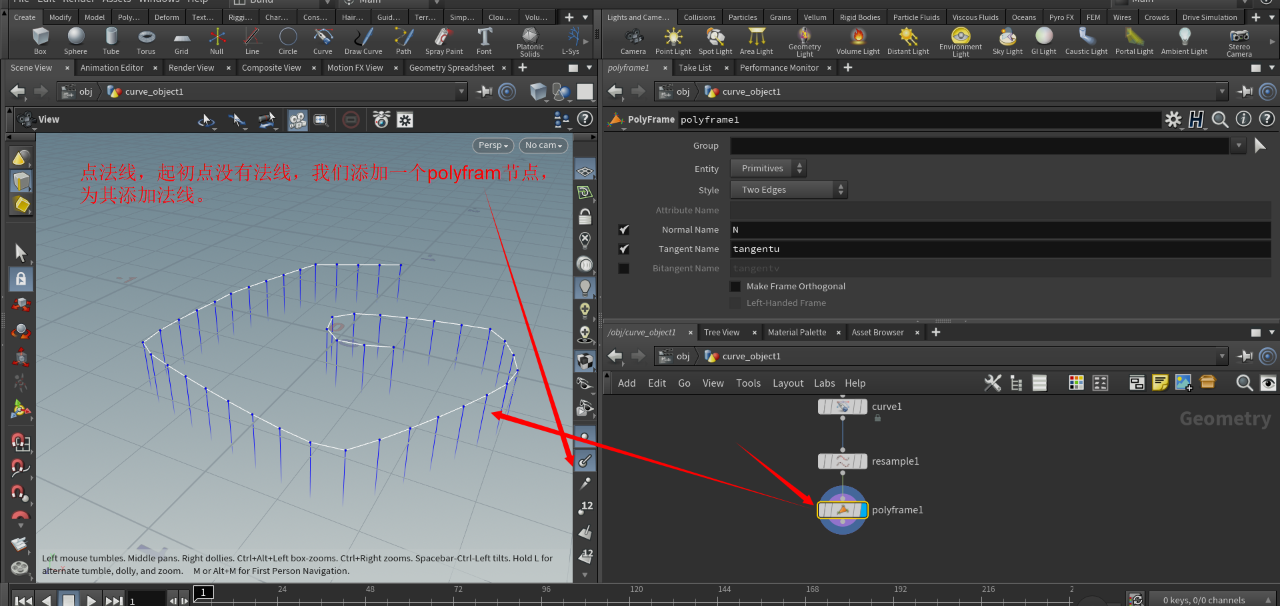 Create
Modify
Model
Poly...
Deform
Text...
Riggi...
Char...
Cons...
Hair...
Guid...
Terr...
Sim...
Clou...
Volu...
Lights and Came...
Collisions
Particles
Grains
Vellum
Rigid Bodies
Particle Fluids
Viscous Fluids
Oceans
Pyro FX
FEM
Wires
Crowds
Drive Simulation
Box
Sphere
Tube
Torus
Grid
Null
Line
Circle
Curve
Draw Curve
Path
Spray Paint
Font
Platonic
Solids
L-Sys
Camera
Point Light
Spot Light
Area Light
Geometry
Light
Volume Light
Distant Light
Environment
Light
Sky Light
GI Light
Caustic Light
Portal Light
Ambient Light
Stereo
Camera
Scene View
Animation Editor
Render View
Composite View
Motion FX View
Geometry Spreadsheet
polyframe1
Take List
Performance Monitor
obj
curve_object1
obj
curve_object1
View
PolyFrame
polyframe1
Persp
No cam
点法线，起初点没有法线，我们添加一个polyfram节点，
为其添加法线。
Group
Entity
Primitives
Style
Two Edges
Attribute Name
Normal Name
N
Tangent Name
tangentu
Bitangent Name
tangentv
Make Frame Orthogonal
Left-Handed Frame
/obj/curve_object1
Tree View
Material Palette
Asset Browser
obj
curve_object1
Add
Edit
Go
View
Tools
Layout
Labs
Help
Geometry
curve1
resample1
polyframe1
12
12
Left mouse tumbles. Middle pans. Right dollies. Ctrl+Alt+Left box-zooms. Ctrl+Right zooms. Spacebar-Ctrl-Left tilts. Hold L for
alternate tumble, dolly, and zoom. M or Alt+M for First Person Navigation.
1
1
24
48
72
96
120
144
168
192
216
2
0 keys, 0/0 channels